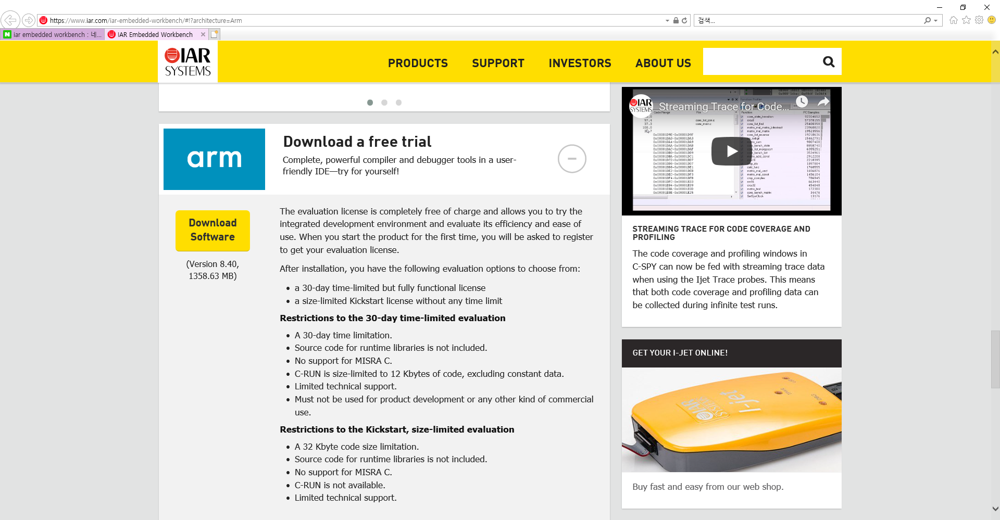 https://www.iar.com/iar-embedded-workbench/#!?architecture=Arm
검색...
iar embedded workbench : 네...
IAR Embedded Workbench
IAR
SYSTEMS
PRODUCTS
SUPPORT
INVESTORS
ABOUT US
arm
Download a free trial
Complete, powerful compiler and debugger tools in a user-
friendly IDE—try for yourself!
Download
Software
(Version 8.40,
1358.63 MB)
The evaluation license is completely free of charge and allows you to try the
integrated development environment and evaluate its efficiency and ease of
use. When you start the product for the first time, you will be asked to register
to get your evaluation license.
After installation, you have the following evaluation options to choose from:
• a 30-day time-limited but fully functional license
• a size-limited Kickstart license without any time limit
Restrictions to the 30-day time-limited evaluation
• A 30-day time limitation.
• Source code for runtime libraries is not included.
• No support for MISRA C.
• C-RUN is size-limited to 12 Kbytes of code, excluding constant data.
• Limited technical support.
• Must not be used for product development or any other kind of commercial
use.
Restrictions to the Kickstart, size-limited evaluation
• A 32 Kbyte code size limitation.
• Source code for runtime libraries is not included.
• No support for MISRA C.
• C-RUN is not available.
• Limited technical support.
IAR
SYSTEMS
Streaming Trace for Code...
STREAMING TRACE FOR CODE COVERAGE AND
PROFILING
The code coverage and profiling windows in
C-SPY can now be fed with streaming trace data
when using the Ijet Trace probes. This means
that both code coverage and profiling data can
be collected during infinite test runs.
GET YOUR I-JET ONLINE!
I-jet
IAR
SYSTEMS
Buy fast and easy from our web shop.